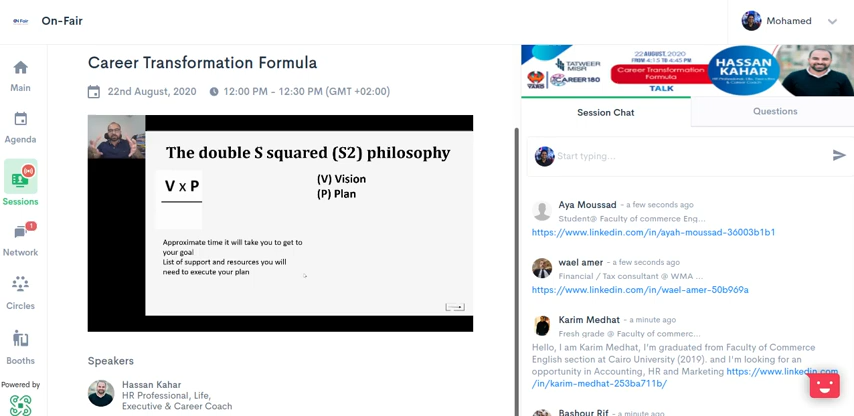 On-Fair
Mohamed
Main
Agenda
Sessions
1
Network
Circles
Booths
Powered by
Career Transformation Formula
22nd August, 2020
12:00 PM - 12:30 PM (GMT +02:00)
The double S squared (S2) philosophy
V x P
(V) Vision
(P) Plan
Approximate time it will take you to get to
your goal
List of support and resources you will
need to execute your plan
Speakers
Hassan Kahar
HR Professional, Life,
Executive & Career Coach
TATWEER
MISR
22 AUGUST, 2020
FROM 4:15 TO 4:45 P.M
Career Transformation
Formula
TALK
HASSAN
KAHAR
Session Chat
Questions
Start typing...
Aya Moussad - a few seconds ago
Student@ Faculty of commerce Eng...
https://www.linkedin.com/in/ayah-moussad-36003b1b1
wael amer - a few seconds ago
Financial / Tax consultant @ WMA ...
https://www.linkedin.com/in/wael-amer-50b969a
Karim Medhat - a minute ago
Fresh grade @ Faculty of commerc...
Hello, I am Karim Medhat, I'm graduated from Faculty of Commerce
English section at Cairo University (2019). and I'm looking for an
opportunity in Accounting, HR and Marketing https://www.linkedin.com
/in/karim-medhat-253ba711b/
Bashour Rif - a minute ago